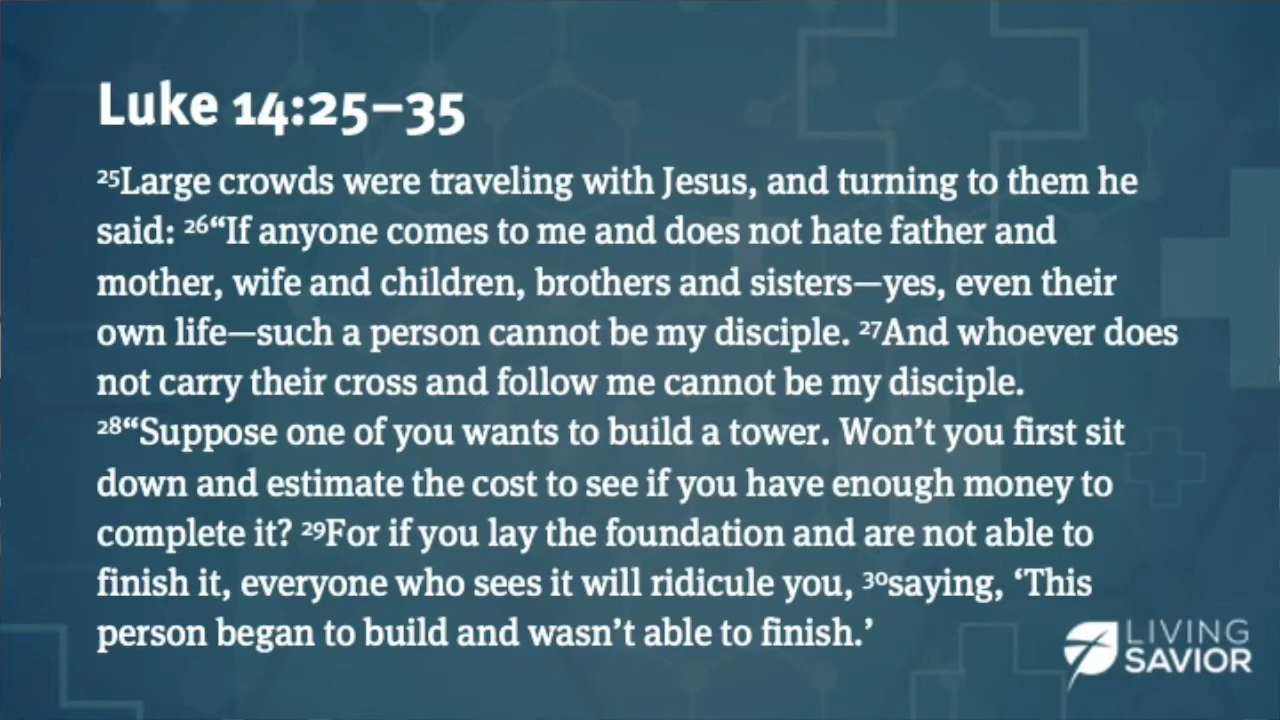 Luke 14:25–35
²⁵Large crowds were traveling with Jesus, and turning to them he
said: ²⁶“If anyone comes to me and does not hate father and
mother, wife and children, brothers and sisters—yes, even their
own life—such a person cannot be my disciple. ²⁷And whoever does
not carry their cross and follow me cannot be my disciple.
²⁸“Suppose one of you wants to build a tower. Won’t you first sit
down and estimate the cost to see if you have enough money to
complete it? ²⁹For if you lay the foundation and are not able to
finish it, everyone who sees it will ridicule you, ³⁰saying, ‘This
person began to build and wasn’t able to finish.’
LIVING
SAVIOR